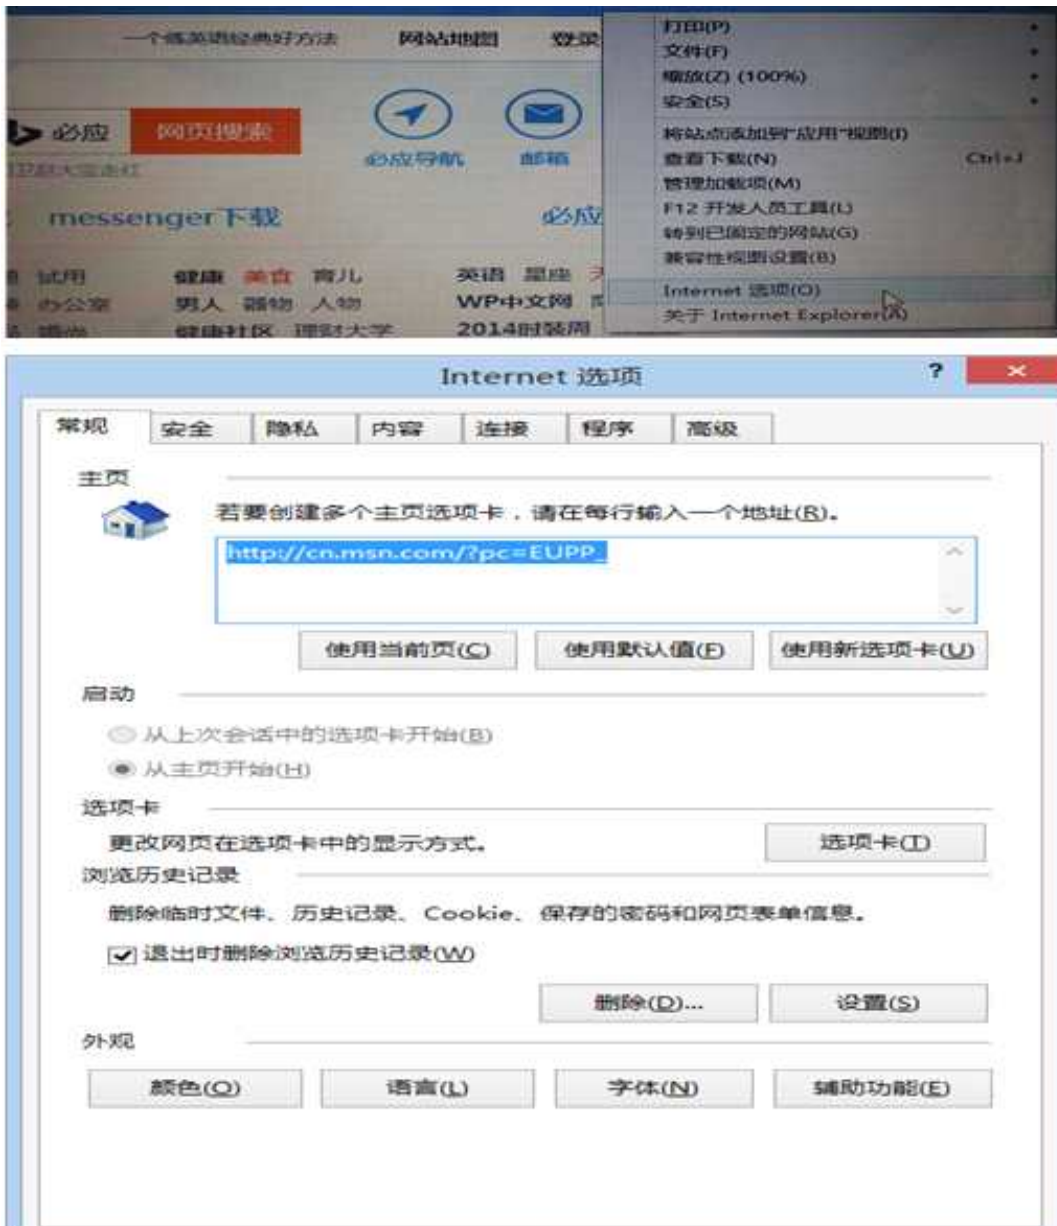 一个练英语经典好方法 网站地图 登录
必应 网页搜索
必应导航 邮箱
messenger下载 必应
试用 健康 美食 育儿 英语 星座
办公室 男人 器物 人物 WP中文网
婚尚 健康社区 理财大学 2014时装周
打印(P)
文件(F)
缩放(Z) (100%)
安全(S)
将站点添加到“应用”视图(I)
查看下载(N) Ctrl+J
管理加载项(M)
F12 开发人员工具(L)
转到已固定的网站(G)
兼容性视图设置(B)
Internet 选项(O)
关于 Internet Explorer(A)
Internet 选项 ?
常规 安全 隐私 内容 连接 程序 高级
主页
若要创建多个主页选项卡，请在每行输入一个地址(R)。
http://cn.msn.com/?pc=EUPP_
使用当前页(C) 使用默认值(F) 使用新选项卡(U)
启动
从上次会话中的选项卡开始(B)
从主页开始(H)
选项卡
更改网页在选项卡中的显示方式。 选项卡(T)
浏览历史记录
删除临时文件、历史记录、Cookie、保存的密码和网页表单信息。
退出时删除浏览历史记录(W)
删除(D)... 设置(S)
外观
颜色(O) 语言(L) 字体(N) 辅助功能(E)